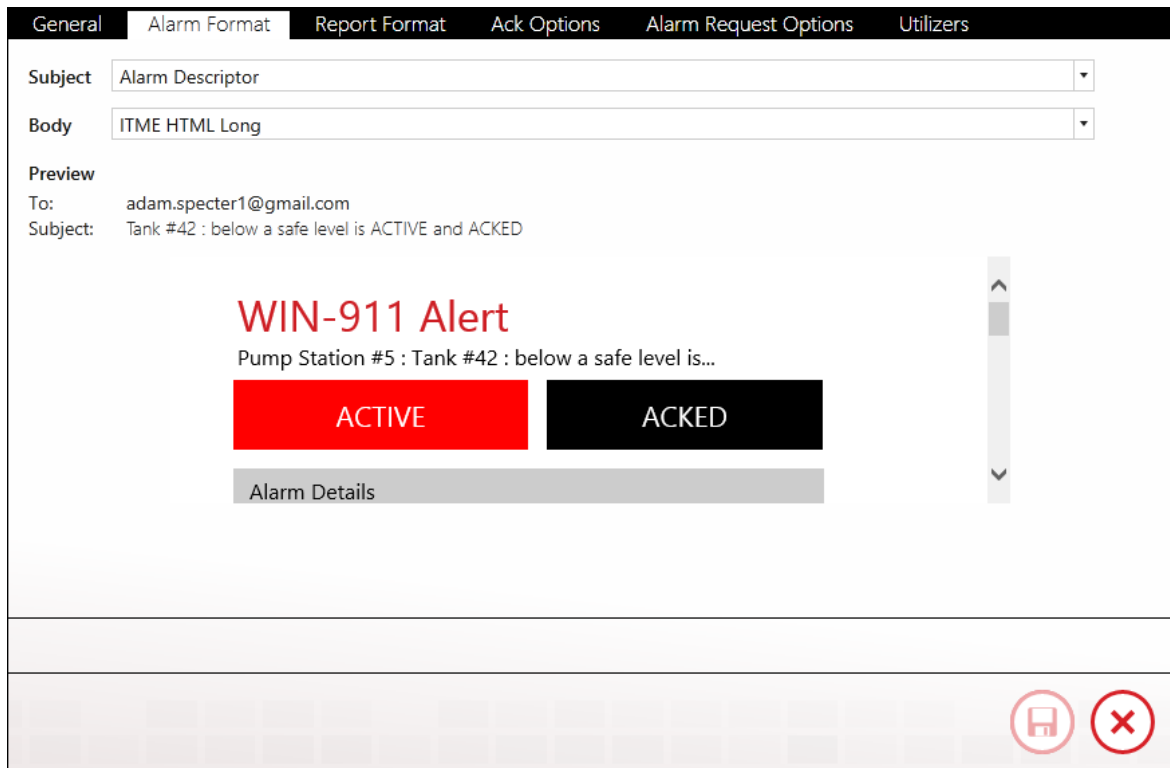 General Alarm Format Report Format Ack Options Alarm Request Options Utilizers
Subject Alarm Descriptor
Body ITME HTML Long
Preview
To: adam.specter1@gmail.com
Subject: Tank #42 : below a safe level is ACTIVE and ACKED
WIN-911 Alert
Pump Station #5 : Tank #42 : below a safe level is...
ACTIVE ACKED
Alarm Details